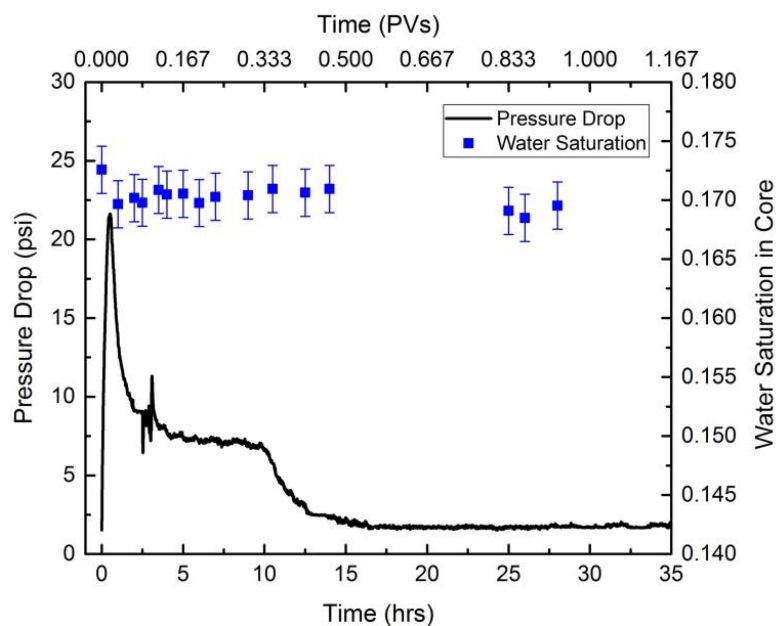 Time (PVs)
0.000 0.167 0.333 0.500 0.667 0.833 1.000 1.167
30 0.180
Pressure Drop
Water Saturation
25 0.175
0.170
20
0.165
15
0.160
0.155
10
0.150
5
0.145
0 0.140
Pressure Drop (psi)
Water Saturation in Core
0 5 10 15 20 25 30 35
Time (hrs)